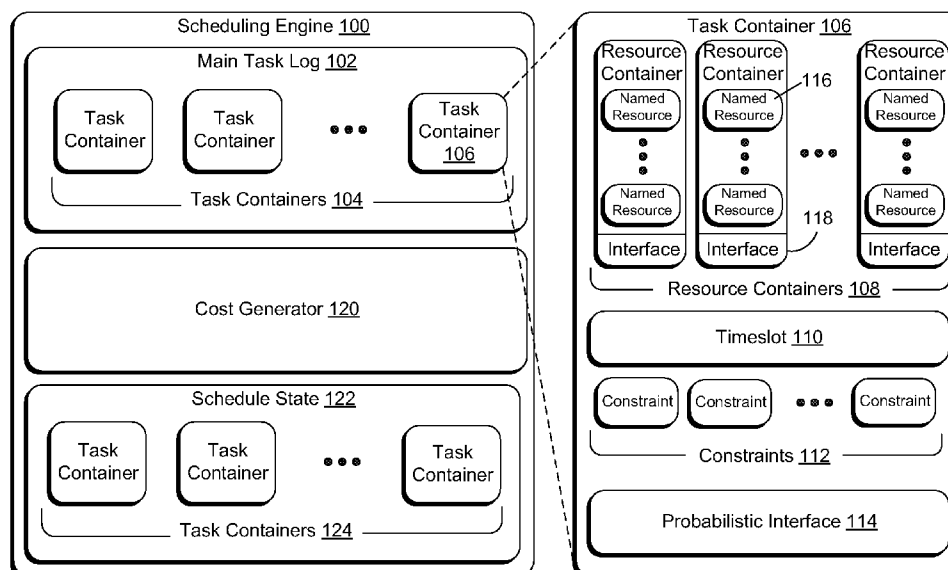 Scheduling Engine 100
Main Task Log 102
Task
Container
Task
Container
Task
Container
106
Task Containers 104
Cost Generator 120
Schedule State 122
Task
Container
Task
Container
Task
Container
Task Containers 124
Task Container 106
Resource
Container
Named
Resource
Named
Resource
Interface
Resource
Container
Named
Resource
Named
Resource
Interface
116
118
Resource
Container
Named
Resource
Named
Resource
Interface
Resource Containers 108
Timeslot 110
Constraint
Constraint
Constraint
Constraints 112
Probabilistic Interface 114